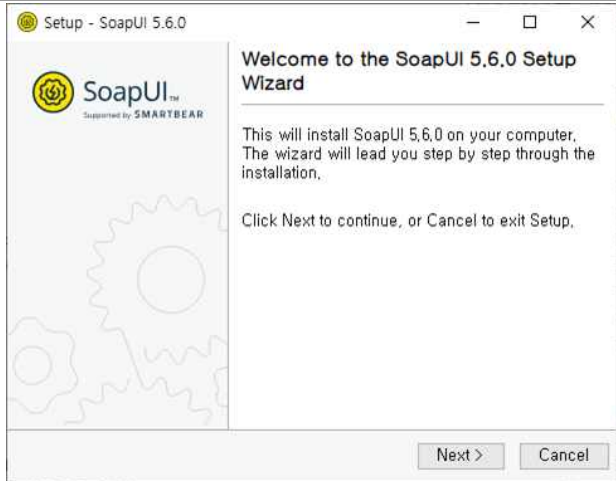 Setup - SoapUI 5.6.0
SoapUI™
Supported by SMARTBEAR
Welcome to the SoapUI 5.6.0 Setup
Wizard
This will install SoapUI 5.6.0 on your computer.
The wizard will lead you step by step through the
installation.
Click Next to continue, or Cancel to exit Setup.
Next >
Cancel